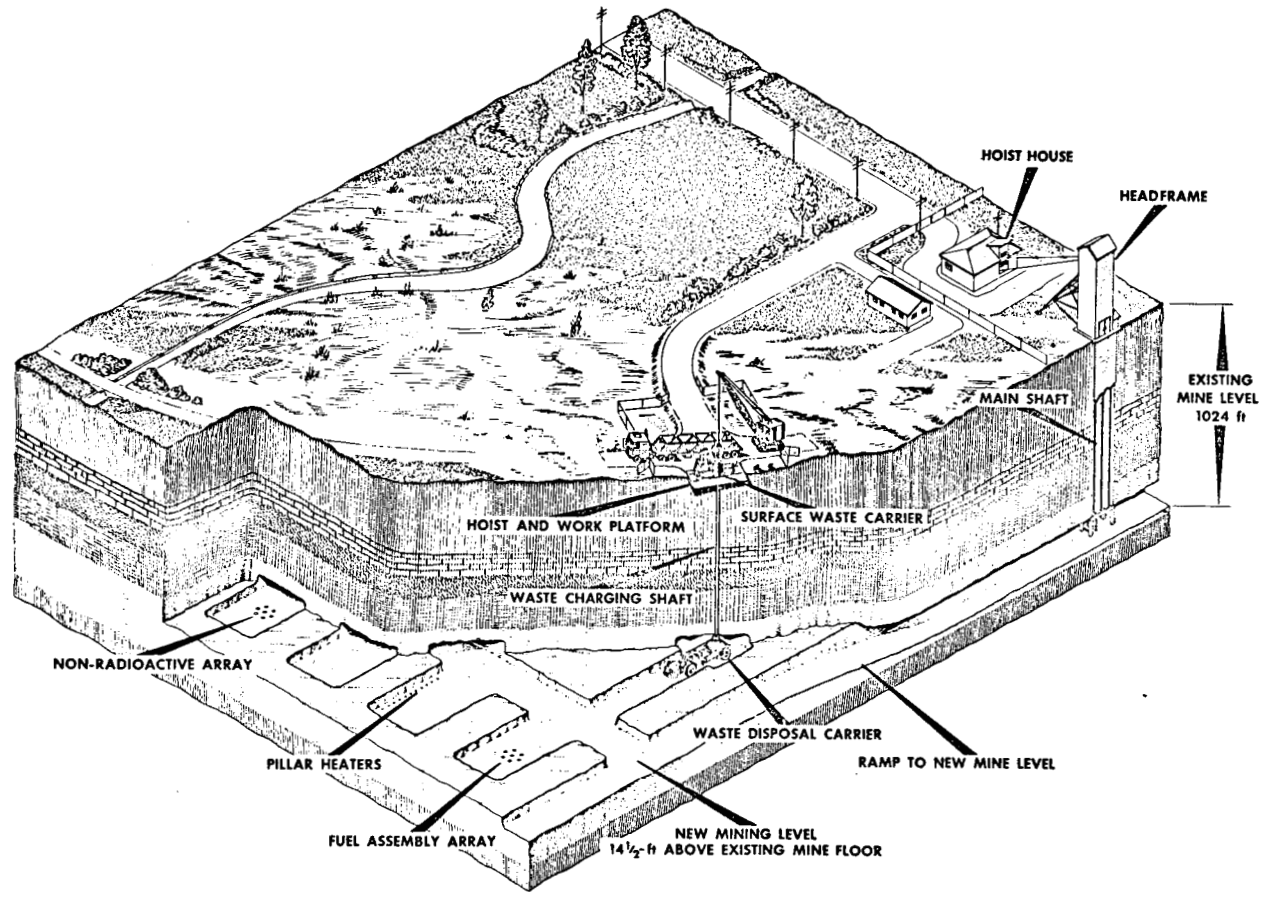 HOIST HOUSE
HEADFRAME
EXISTING
MINE LEVEL
1024 ft
MAIN SHAFT
HOIST AND WORK PLATFORM
SURFACE WASTE CARRIER
WASTE CHARGING SHAFT
NON-RADIOACTIVE ARRAY
WASTE DISPOSAL CARRIER
PILLAR HEATERS
RAMP TO NEW MINE LEVEL
FUEL ASSEMBLY ARRAY
NEW MINING LEVEL
14½-ft ABOVE EXISTING MINE FLOOR